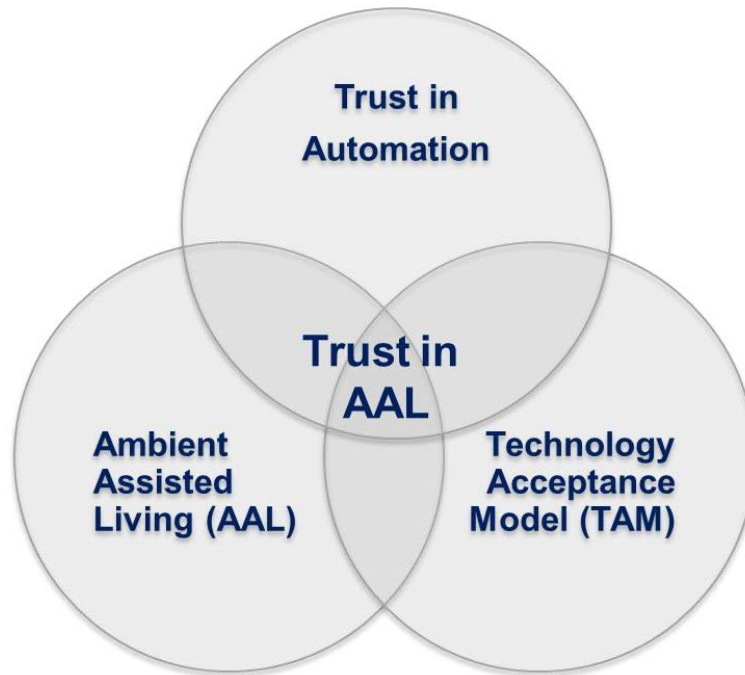 Trust in
Automation
Trust in
AAL
Ambient
Assisted
Living (AAL)
Technology
Acceptance
Model (TAM)